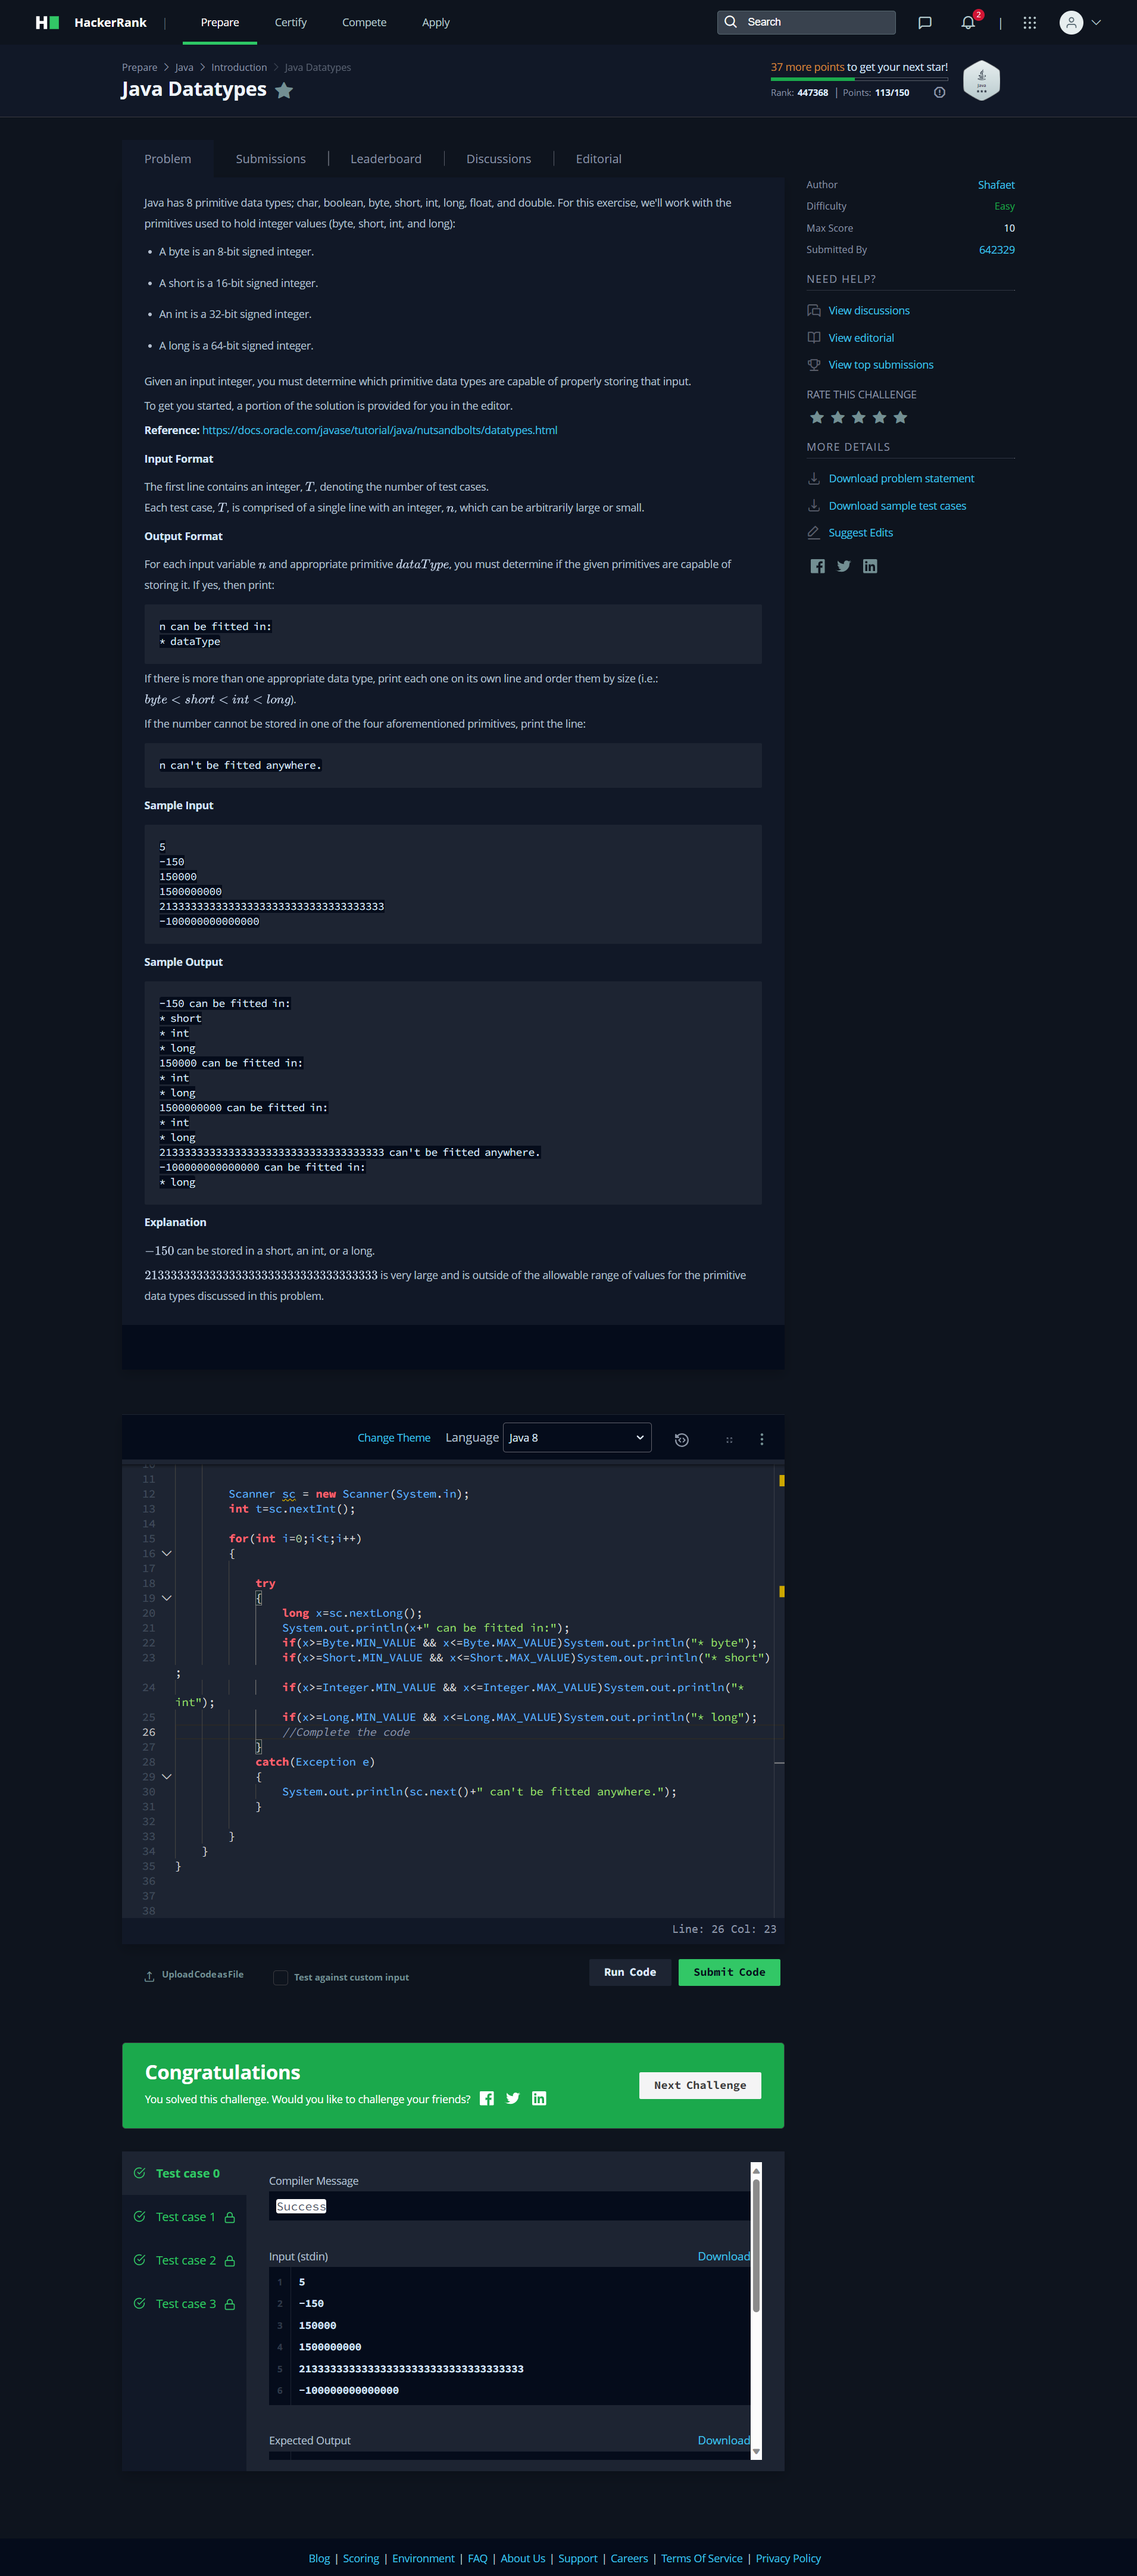 HackerRank | Prepare Certify Compete Apply Search 2
Prepare > Java > Introduction > Java Datatypes
Java Datatypes
37 more points to get your next star!
Rank: 447368 | Points: 113/150
Problem Submissions Leaderboard Discussions Editorial
Java has 8 primitive data types; char, boolean, byte, short, int, long, float, and double. For this exercise, we'll work with the
primitives used to hold integer values (byte, short, int, and long):
• A byte is an 8-bit signed integer.
• A short is a 16-bit signed integer.
• An int is a 32-bit signed integer.
• A long is a 64-bit signed integer.
Given an input integer, you must determine which primitive data types are capable of properly storing that input.
To get you started, a portion of the solution is provided for you in the editor.
Reference: https://docs.oracle.com/javase/tutorial/java/nutsandbolts/datatypes.html
Input Format
The first line contains an integer, T, denoting the number of test cases.
Each test case, T, is comprised of a single line with an integer, n, which can be arbitrarily large or small.
Output Format
For each input variable n and appropriate primitive dataType, you must determine if the given primitives are capable of
storing it. If yes, then print:
n can be fitted in:
* dataType
If there is more than one appropriate data type, print each one on its own line and order them by size (i.e.:
byte < short < int < long).
If the number cannot be stored in one of the four aforementioned primitives, print the line:
n can't be fitted anywhere.
Sample Input
5
-150
150000
1500000000
213333333333333333333333333333333333
-100000000000000
Sample Output
-150 can be fitted in:
* short
* int
* long
150000 can be fitted in:
* int
* long
1500000000 can be fitted in:
* int
* long
213333333333333333333333333333333333 can't be fitted anywhere.
-100000000000000 can be fitted in:
* long
Explanation
−150 can be stored in a short, an int, or a long.
213333333333333333333333333333333333 is very large and is outside of the allowable range of values for the primitive
data types discussed in this problem.
Author Shafaet
Difficulty Easy
Max Score 10
Submitted By 642329
NEED HELP?
View discussions
View editorial
View top submissions
RATE THIS CHALLENGE
MORE DETAILS
Download problem statement
Download sample test cases
Suggest Edits
Change Theme Language Java 8
11
12 Scanner sc = new Scanner(System.in);
13 int t=sc.nextInt();
14
15 for(int i=0;i<t;i++)
16 {
17
18 try
19 {
20 long x=sc.nextLong();
21 System.out.println(x+" can be fitted in:");
22 if(x>=Byte.MIN_VALUE && x<=Byte.MAX_VALUE)System.out.println("* byte");
23 if(x>=Short.MIN_VALUE && x<=Short.MAX_VALUE)System.out.println("* short")
;
24 if(x>=Integer.MIN_VALUE && x<=Integer.MAX_VALUE)System.out.println("*
int");
25 if(x>=Long.MIN_VALUE && x<=Long.MAX_VALUE)System.out.println("* long");
26 //Complete the code
27 }
28 catch(Exception e)
29 {
30 System.out.println(sc.next()+" can't be fitted anywhere.");
31 }
32
33 }
34 }
35 }
36
37
38
Line: 26 Col: 23
Upload Code as File Test against custom input Run Code Submit Code
Congratulations
You solved this challenge. Would you like to challenge your friends?
Next Challenge
Test case 0
Test case 1
Test case 2
Test case 3
Compiler Message
Success
Input (stdin) Download
1 5
2 -150
3 150000
4 1500000000
5 213333333333333333333333333333333333
6 -100000000000000
Expected Output Download
Blog | Scoring | Environment | FAQ | About Us | Support | Careers | Terms Of Service | Privacy Policy